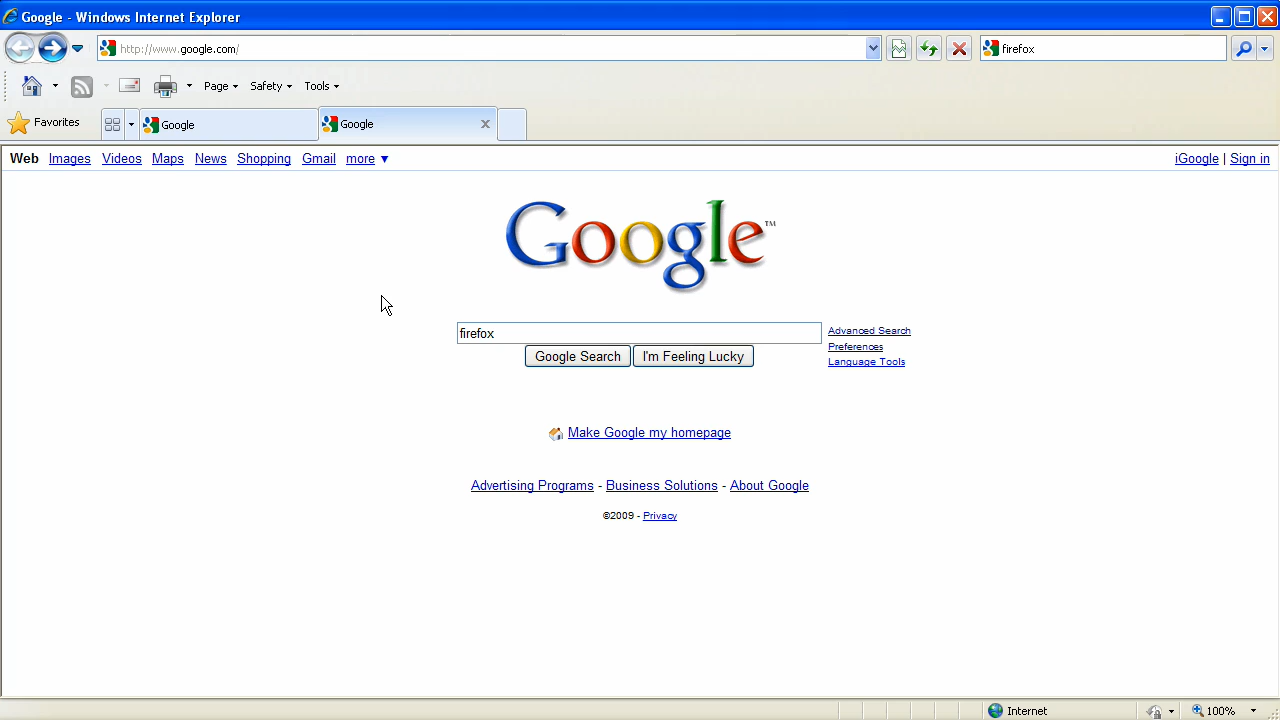 Google - Windows Internet Explorer
http://www.google.com/
firefox
Page Safety Tools
Favorites
Google
Google
Web Images Videos Maps News Shopping Gmail more ▼
iGoogle | Sign in
Google™
firefox
Advanced Search
Preferences
Language Tools
Google Search
I'm Feeling Lucky
Make Google my homepage
Advertising Programs - Business Solutions - About Google
©2009 - Privacy
Internet
100%